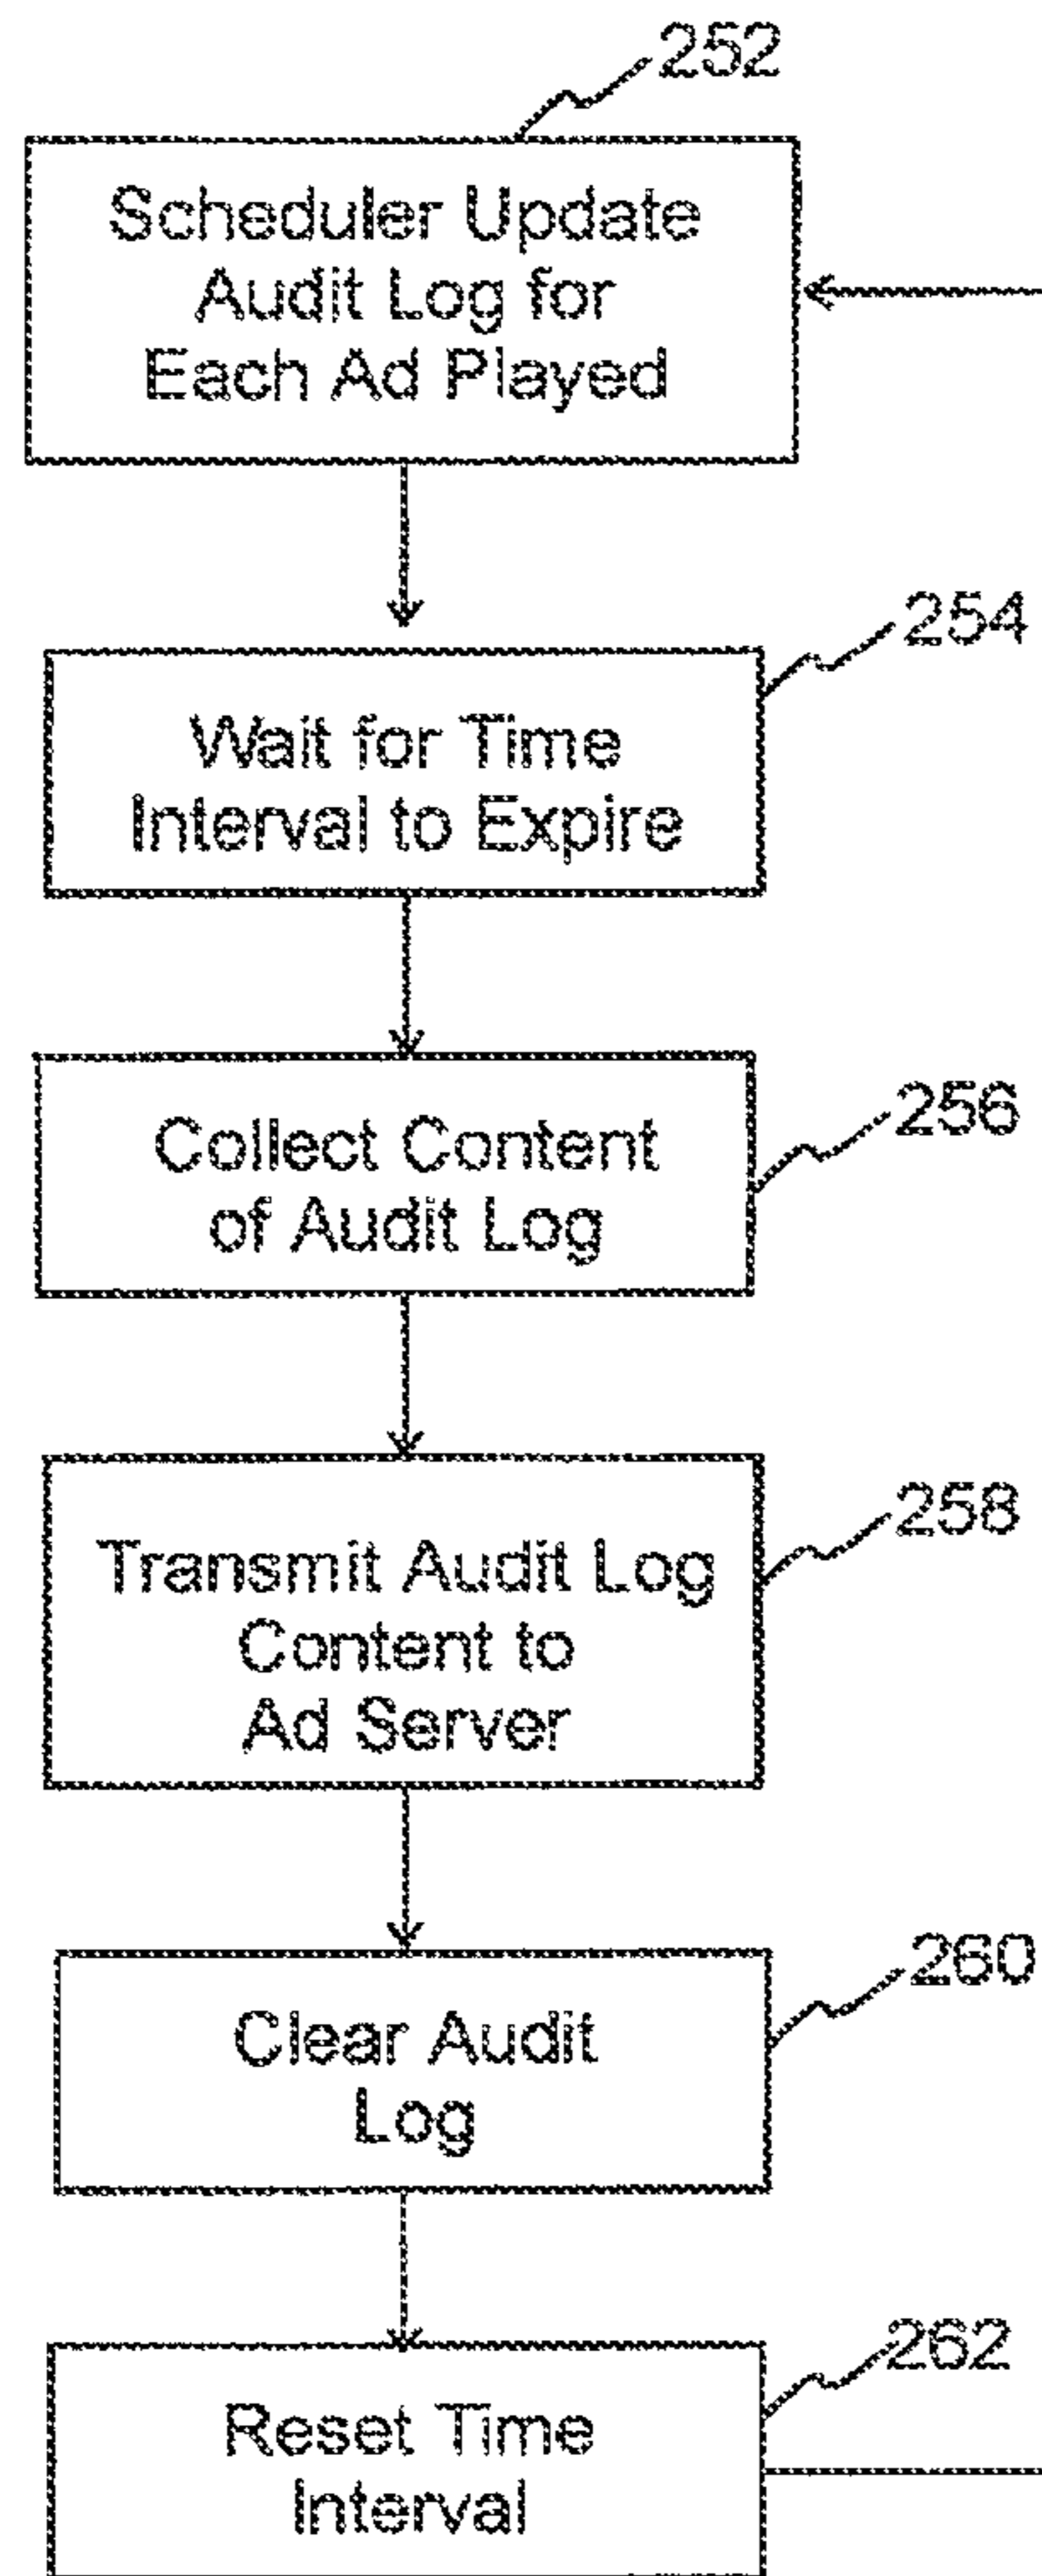 252
Scheduler Update
Audit Log for
Each Ad Played
254
Wait for Time
Interval to Expire
256
Collect Content
of Audit Log
258
Transmit Audit Log
Content to
Ad Server
260
Clear Audit
Log
262
Reset Time
Interval